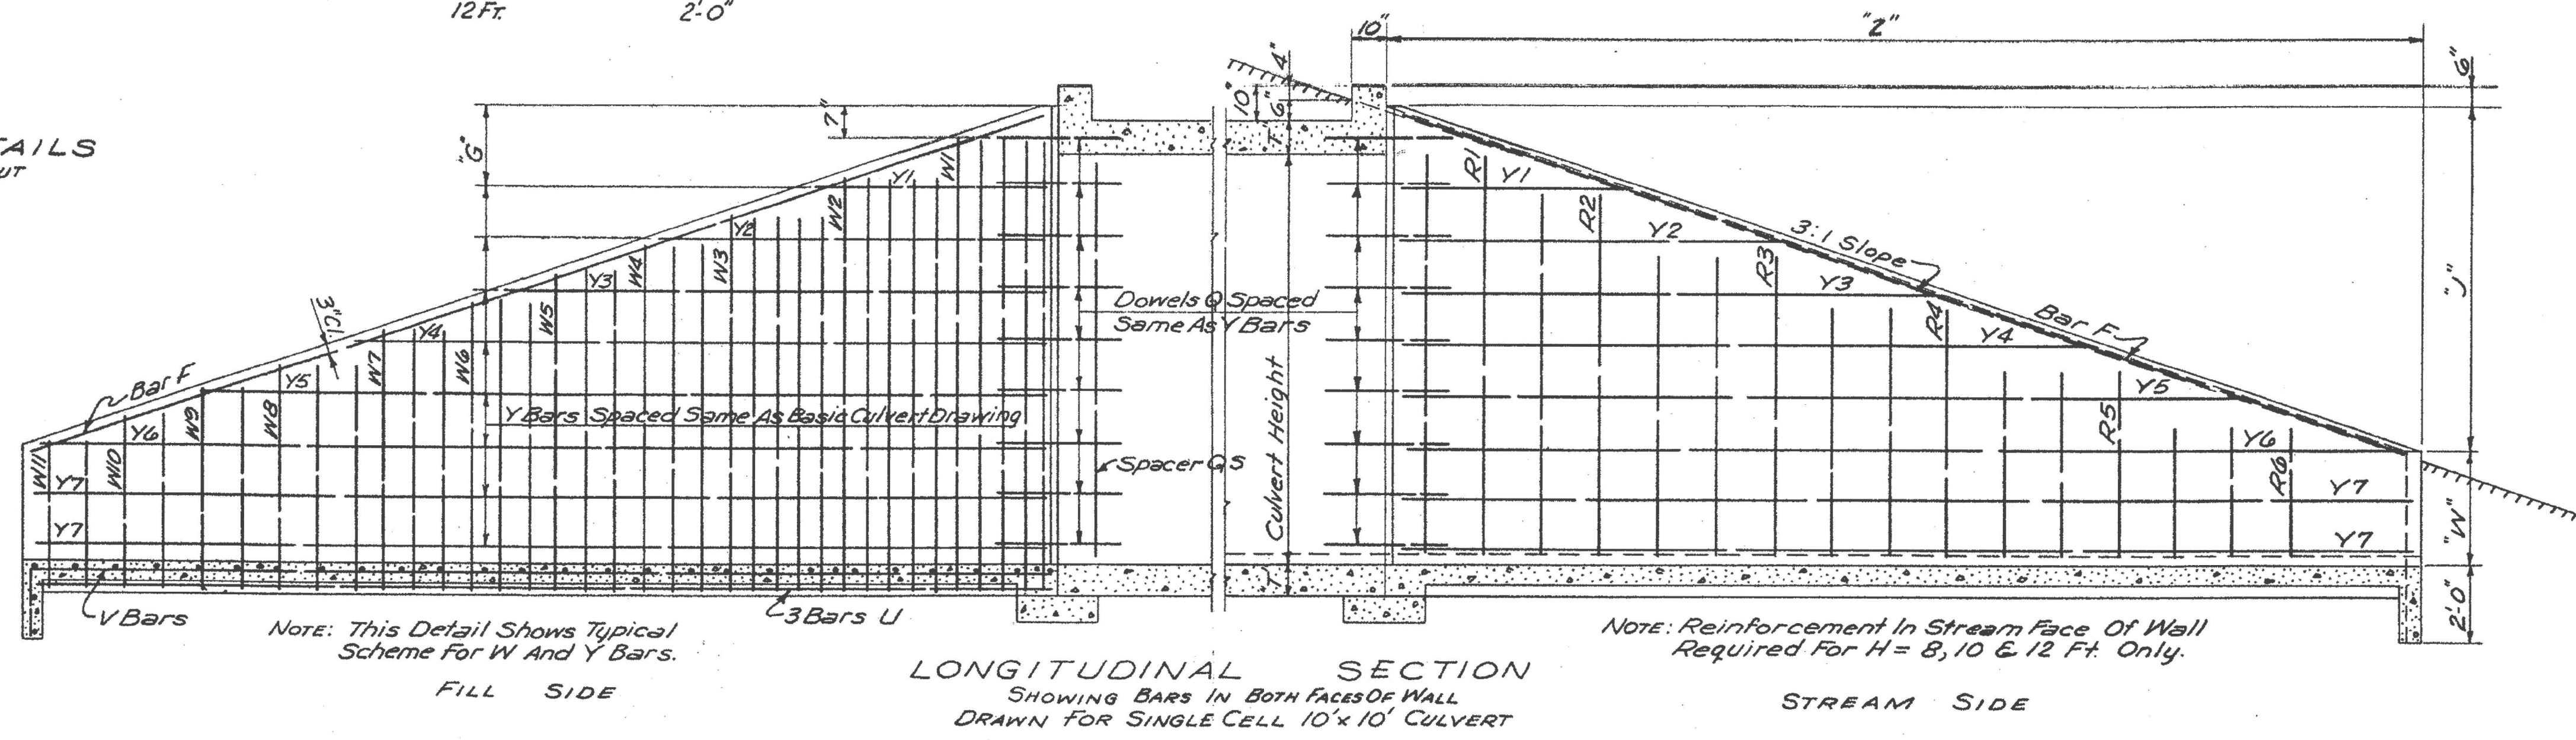 12 Ft. 2'-0"
10" "Z"
4" 6"
10" 6"
"T"
7"
"G"
AILS
UT
W1 Y1 W2 Y2 W3 W4 Y3 W5
3"Cl.
Y4 W7 W6
Bar F Y5 W9 W8
Y Bars Spaced Same As Basic Culvert Drawing
W11 Y6 W10
Y7
Y7
Dowels Q Spaced
Same As Y Bars
Spacer QS
Culvert Height
"T"
R1 Y1
R2 Y2
3:1 Slope
R3 Y3
Bar F
R4 Y4
R5 Y5
R6 Y6
Y7
Y7
"J"
"W"
2'-0"
V Bars
3 Bars U
NOTE: This Detail Shows Typical
Scheme For W And Y Bars.
FILL SIDE
LONGITUDINAL SECTION
SHOWING BARS IN BOTH FACES OF WALL
DRAWN FOR SINGLE CELL 10'x10' CULVERT
NOTE: Reinforcement In Stream Face Of Wall
Required For H = 8, 10 & 12 Ft. Only.
STREAM SIDE